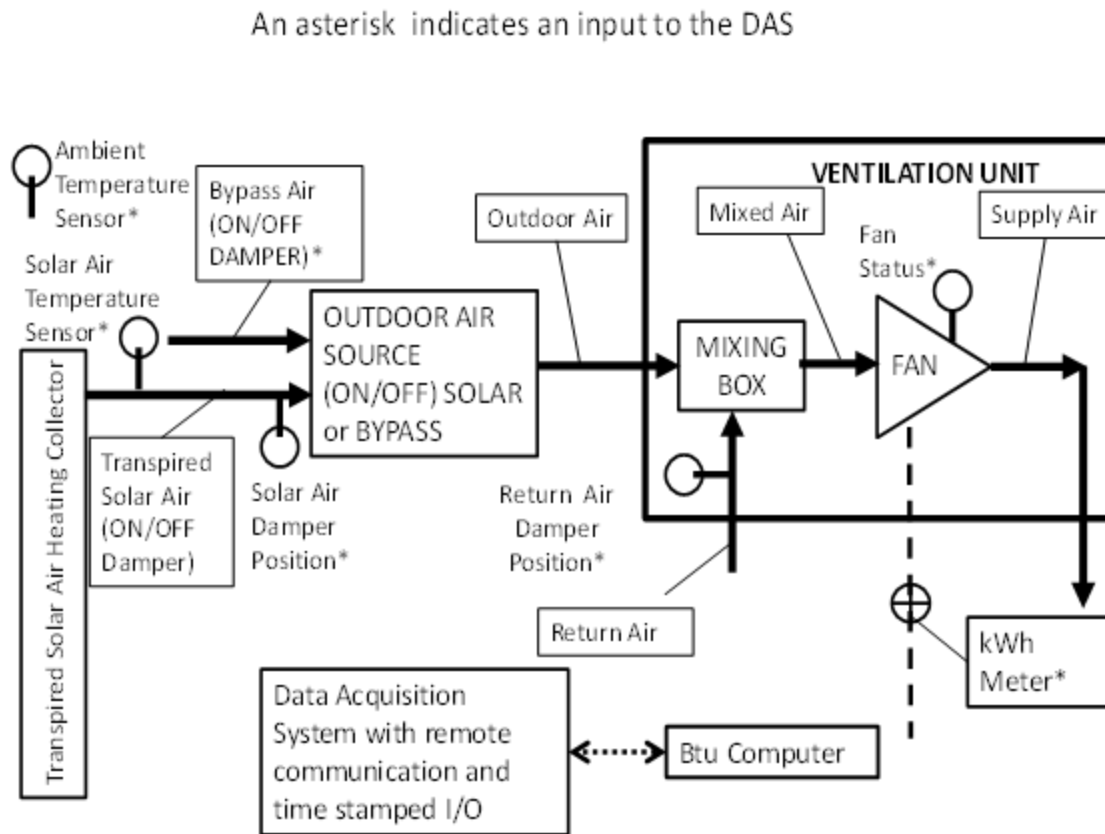 An asterisk indicates an input to the DAS
Ambient
Temperature
Sensor*
Solar Air
Temperature
Sensor*
Bypass Air
(ON/OFF
DAMPER)*
Outdoor Air
VENTILATION UNIT
Mixed Air
Fan
Status*
Supply Air
OUTDOOR AIR
SOURCE
(ON/OFF) SOLAR
or BYPASS
MIXING
BOX
FAN
Transpired Solar Air Heating Collector
Transpired
Solar Air
(ON/OFF
Damper)
Solar Air
Damper
Position*
Return Air
Damper
Position*
Return Air
kWh
Meter*
Data Acquisition
System with remote
communication and
time stamped I/O
Btu Computer